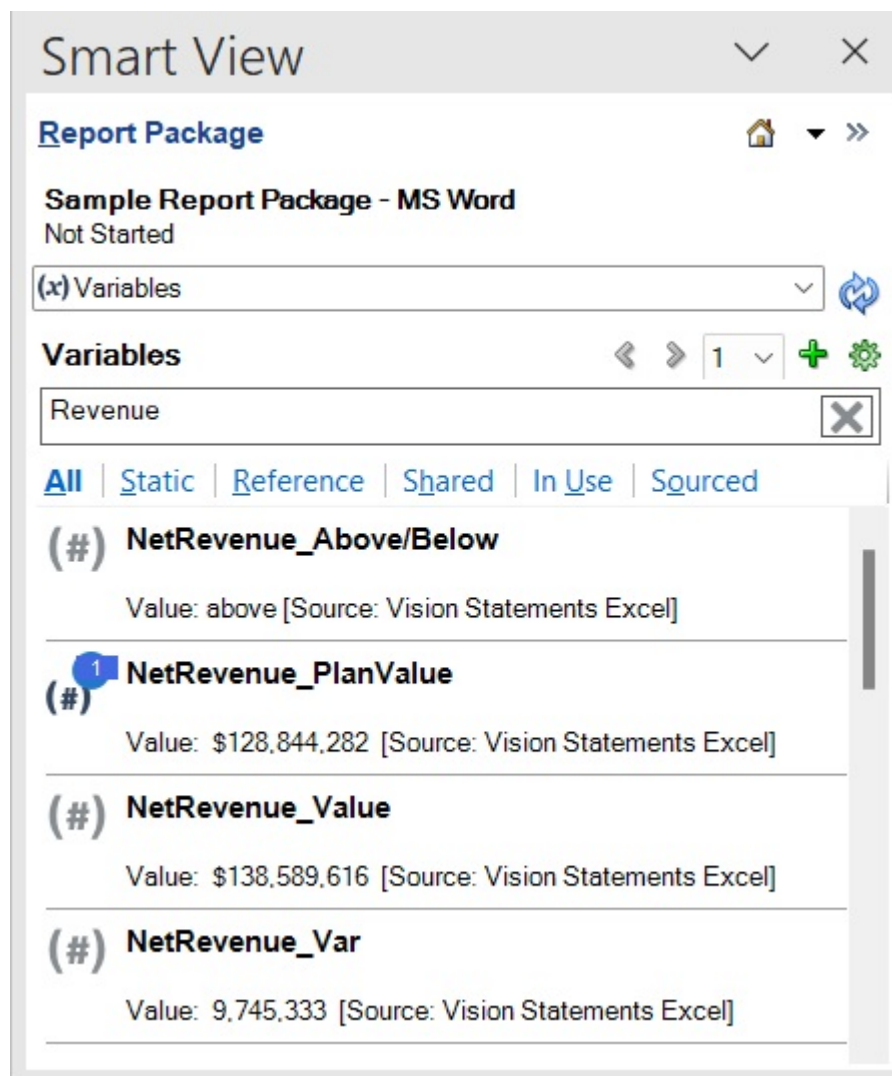 Smart View
Report Package
Sample Report Package - MS Word
Not Started
(x) Variables
Variables 1
Revenue
All | Static | Reference | Shared | In Use | Sourced
(#) NetRevenue_Above/Below
Value: above [Source: Vision Statements Excel]
1
(#) NetRevenue_PlanValue
Value: $128,844,282 [Source: Vision Statements Excel]
(#) NetRevenue_Value
Value: $138,589,616 [Source: Vision Statements Excel]
(#) NetRevenue_Var
Value: 9,745,333 [Source: Vision Statements Excel]